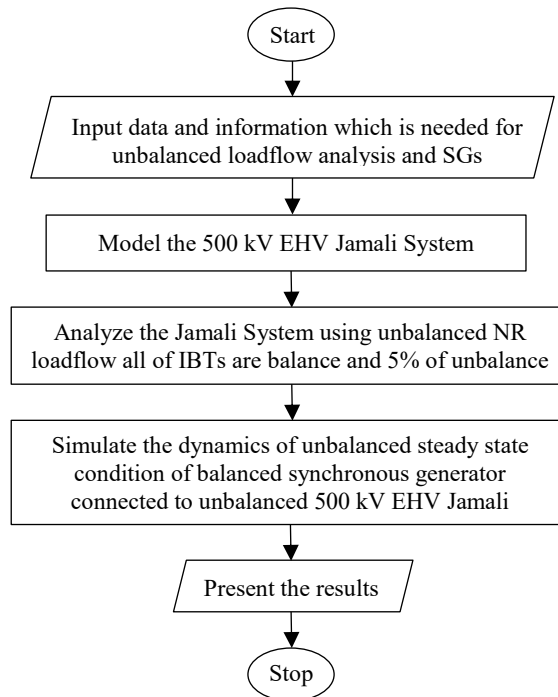 Start
Input data and information which is needed for
unbalanced loadflow analysis and SGs
Model the 500 kV EHV Jamali System
Analyze the Jamali System using unbalanced NR
loadflow all of IBTs are balance and 5% of unbalance
Simulate the dynamics of unbalanced steady state
condition of balanced synchronous generator
connected to unbalanced 500 kV EHV Jamali
Present the results
Stop